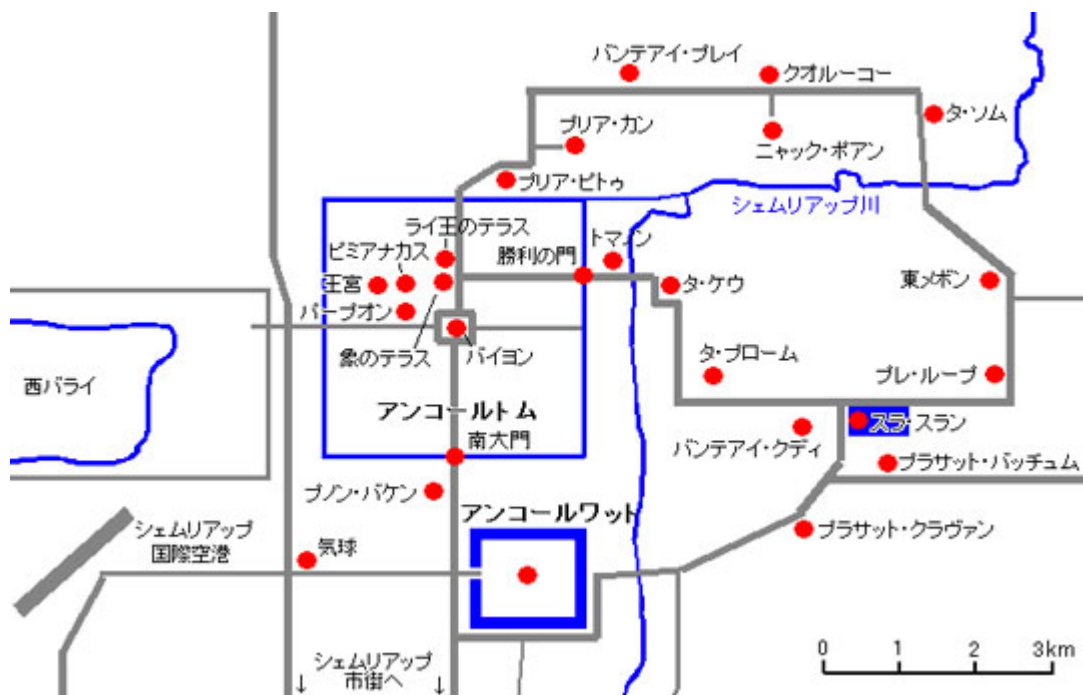 バンテアイ・プレイ
クオルーコー
タ・ソム
プリア・カン
ニャック・ポアン
プリア・ピトゥ
シェムリアップ川
ライ王のテラス
トマノン
ピミアナカス
勝利の門
王宮
タ・ケウ
東メボン
バープオン
象のテラス
バイヨン
タ・プローム
プレ・ループ
西バライ
アンコールトム
スラ・スラン
南大門
バンテアイ・クディ
プラサット・バッチュム
プノン・バケン
アンコールワット
シェムリアップ
国際空港
プラサット・クラヴァン
気球
0 1 2 3km
シェムリアップ
↓ 市街へ ↓